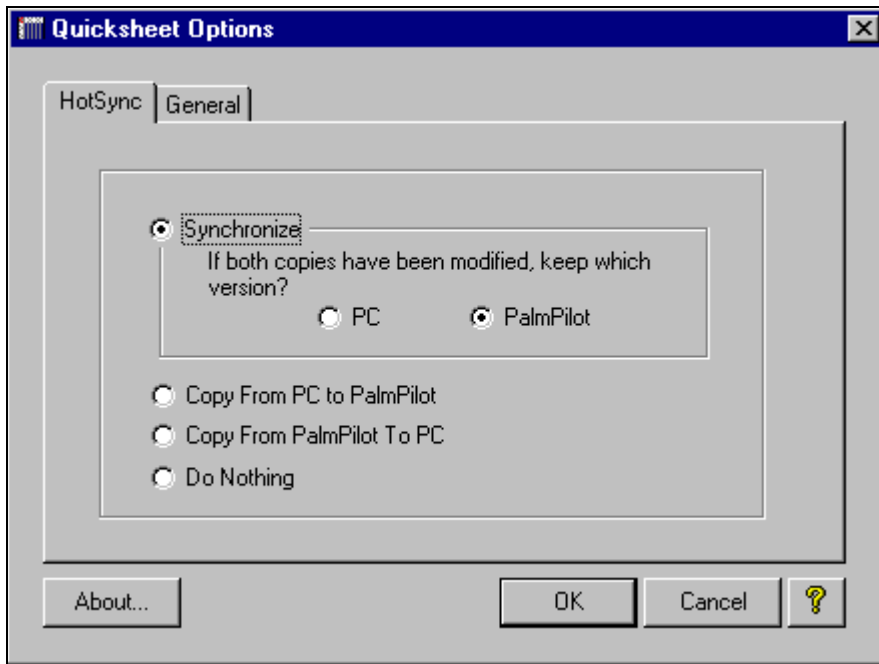 Quicksheet Options
HotSync
General
Synchronize
If both copies have been modified, keep which
version?
PC
PalmPilot
Copy From PC to PalmPilot
Copy From PalmPilot To PC
Do Nothing
About...
OK
Cancel
?